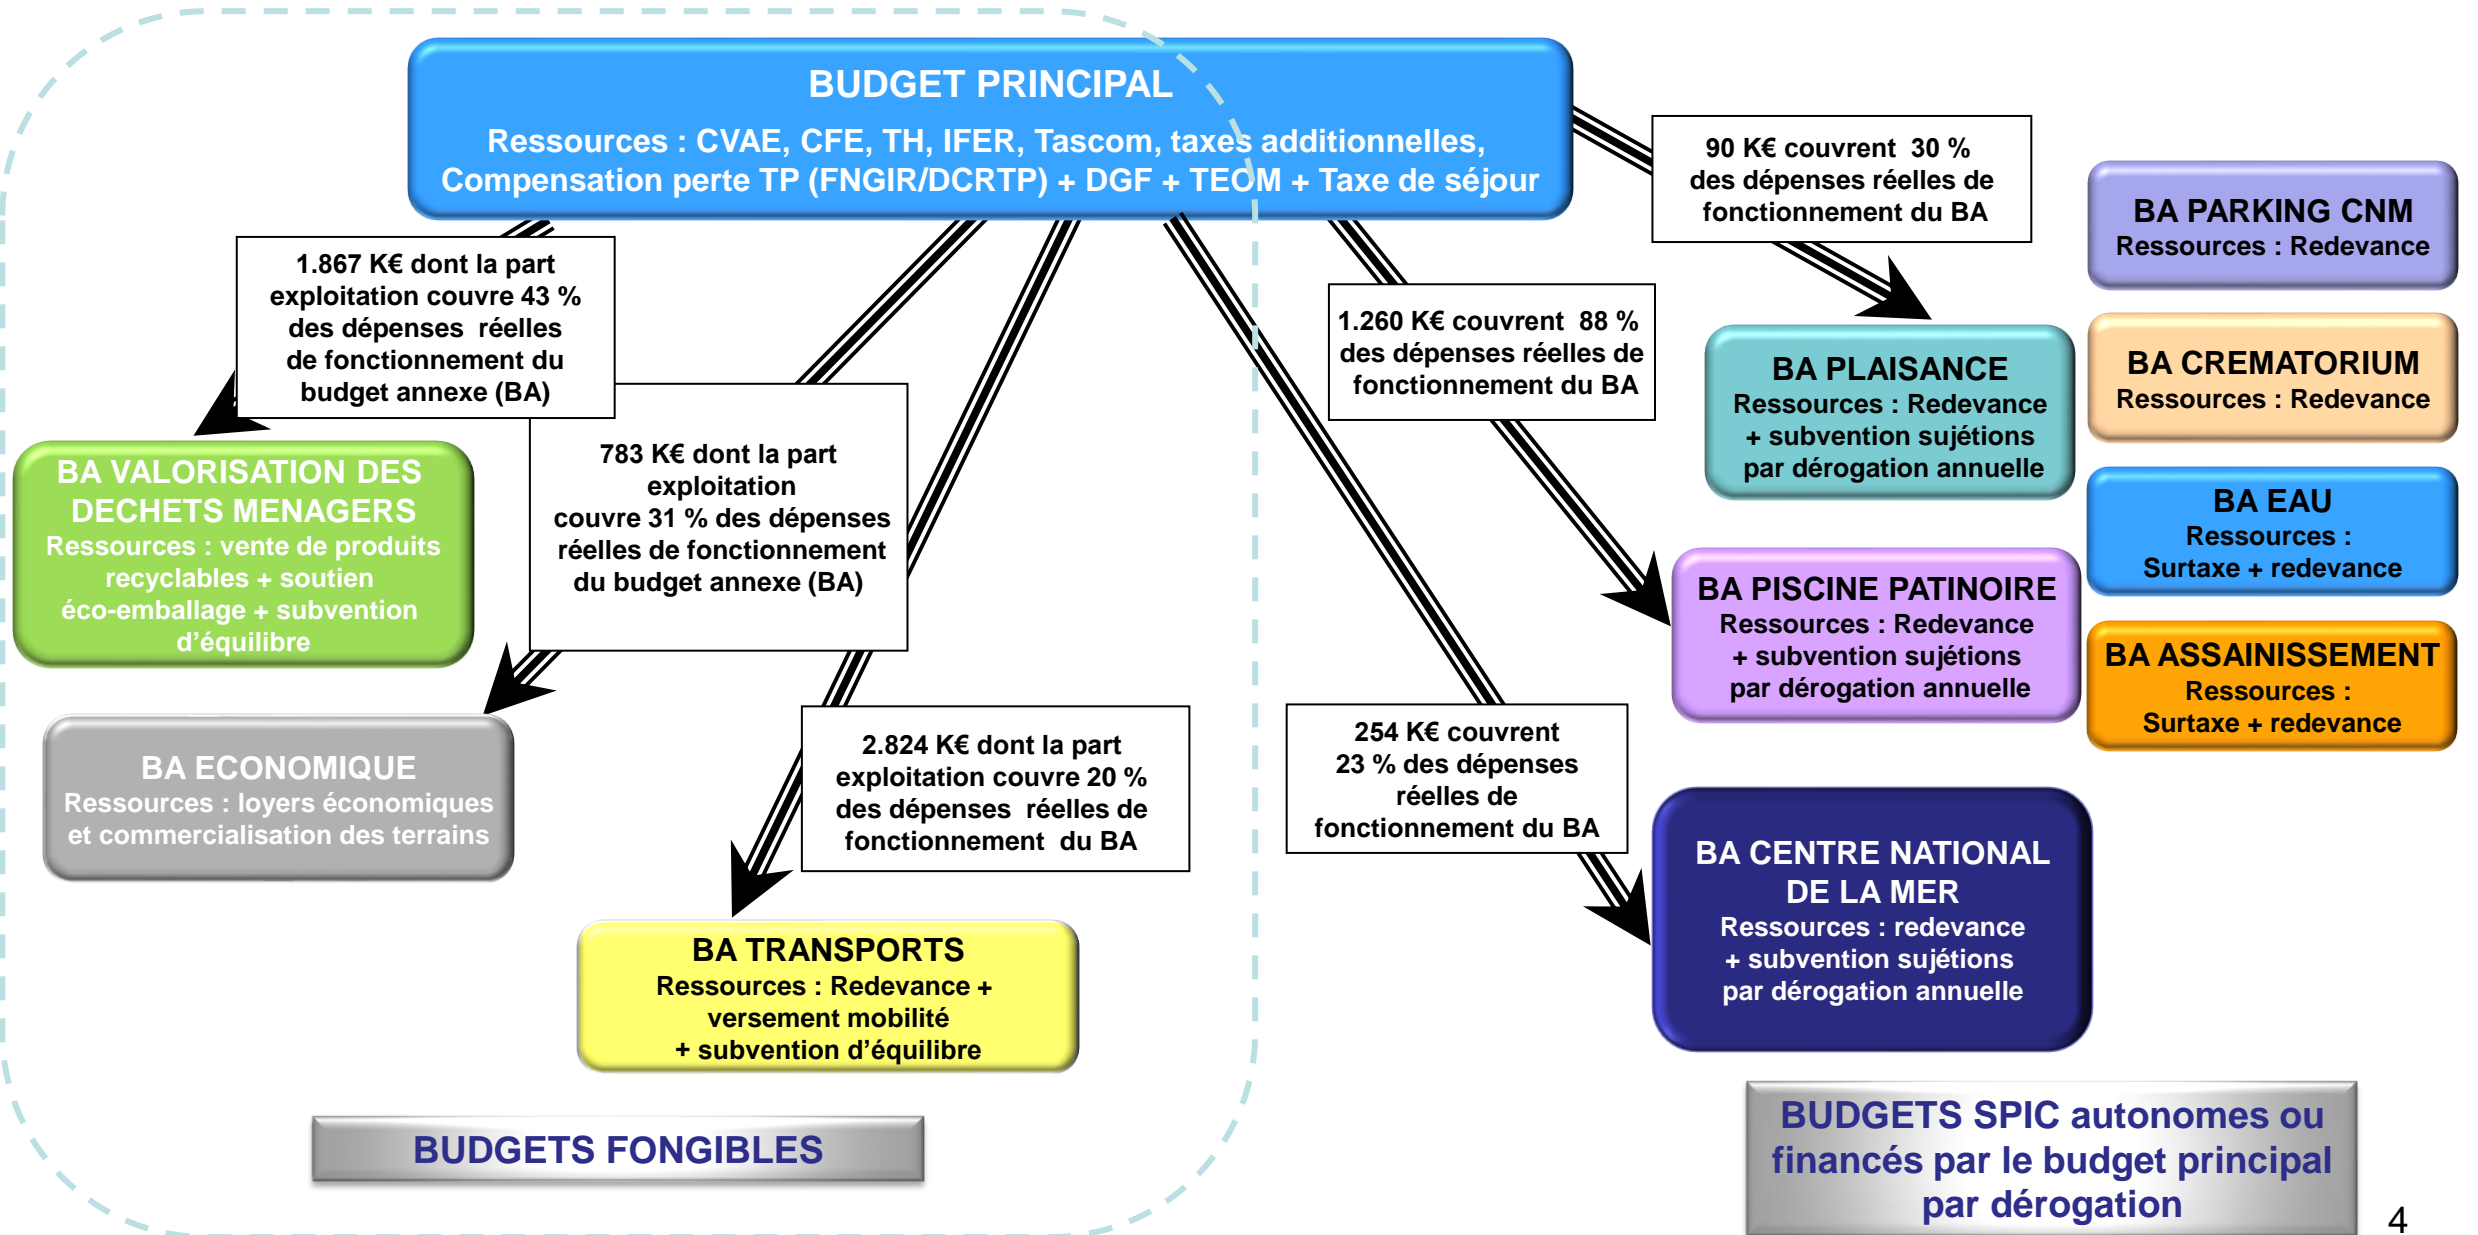 BUDGET PRINCIPAL
Ressources : CVAE, CFE, TH, IFER, Tascom, taxes additionnelles,
Compensation perte TP (FNGIR/DCRTP) + DGF + TEOM + Taxe de séjour
1.867 K€ dont la part
exploitation couvre 43 %
des dépenses réelles
de fonctionnement du
budget annexe (BA)
783 K€ dont la part
exploitation
couvre 31 % des dépenses
réelles de fonctionnement
du budget annexe (BA)
2.824 K€ dont la part
exploitation couvre 20 %
des dépenses réelles de
fonctionnement du BA
254 K€ couvrent
23 % des dépenses
réelles de
fonctionnement du BA
1.260 K€ couvrent 88 %
des dépenses réelles de
fonctionnement du BA
90 K€ couvrent 30 %
des dépenses réelles de
fonctionnement du BA
BA VALORISATION DES
DECHETS MENAGERS
Ressources : vente de produits
recyclables + soutien
éco-emballage + subvention
d'équilibre
BA ECONOMIQUE
Ressources : loyers économiques
et commercialisation des terrains
BA TRANSPORTS
Ressources : Redevance +
versement mobilité
+ subvention d'équilibre
BUDGETS FONGIBLES
BA PLAISANCE
Ressources : Redevance
+ subvention sujétions
par dérogation annuelle
BA PISCINE PATINOIRE
Ressources : Redevance
+ subvention sujétions
par dérogation annuelle
BA CENTRE NATIONAL
DE LA MER
Ressources : redevance
+ subvention sujétions
par dérogation annuelle
BA PARKING CNM
Ressources : Redevance
BA CREMATORIUM
Ressources : Redevance
BA EAU
Ressources :
Surtaxe + redevance
BA ASSAINISSEMENT
Ressources :
Surtaxe + redevance
BUDGETS SPIC autonomes ou
financés par le budget principal
par dérogation
4